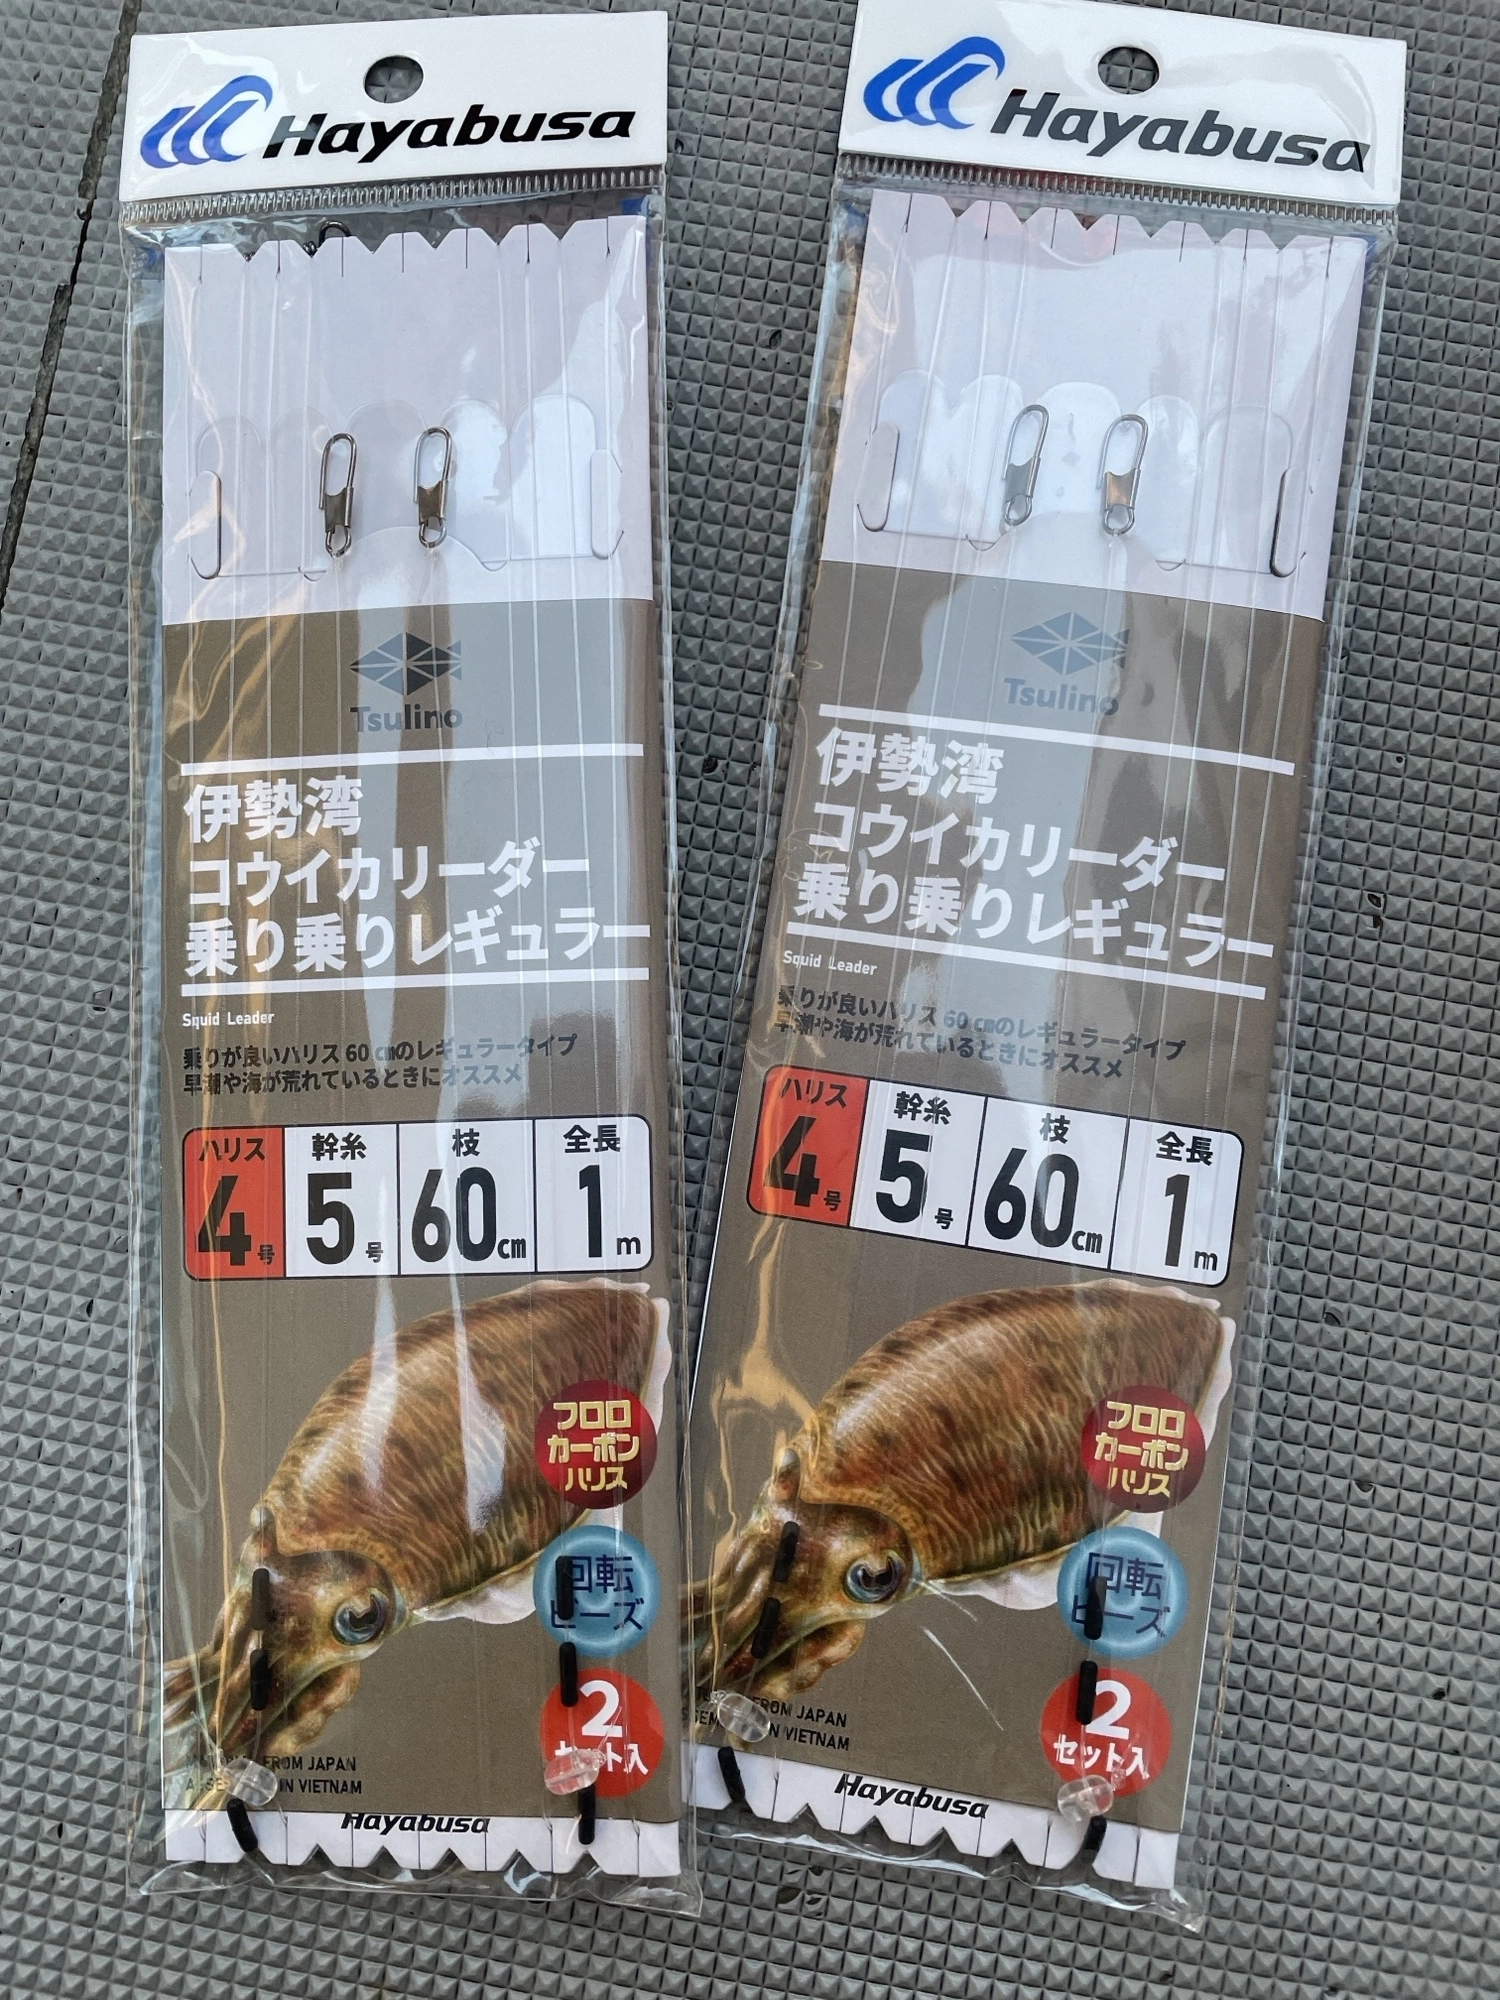 Hayabusa
Tsulino
伊勢湾
コウイカリーダー
乗り乗りレギュラー
Squid Leader
乗りが良いハリス60㎝のレギュラータイプ
早潮や海が荒れているときにオススメ
ハリス 幹糸 枝 全長
4号 5号 60cm 1m
フロロ
カーボン
ハリス
回転
ビーズ
2
セット入
FROM JAPAN
IN VIETNAM
Hayabusa
Hayabusa
Tsulino
伊勢湾
コウイカリーダー
乗り乗りレギュラー
Squid Leader
乗りが良いハリス60㎝のレギュラータイプ
早潮や海が荒れているときにオススメ
ハリス 幹糸 枝 全長
4号 5号 60cm 1m
フロロ
カーボン
ハリス
回転
ビーズ
2
セット入
FROM JAPAN
IN VIETNAM
Hayabusa